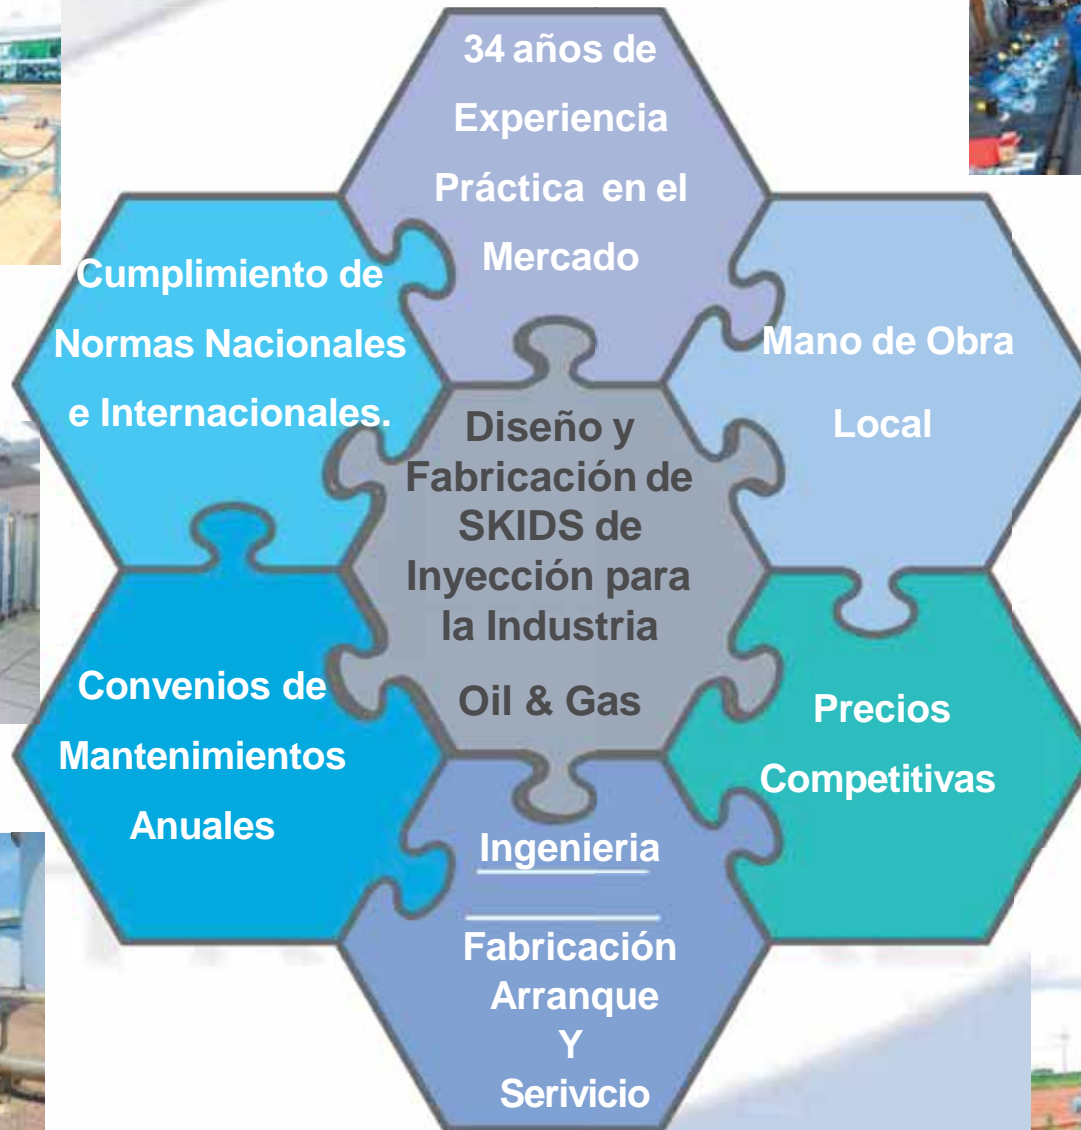 34 años de
Experiencia
Práctica en el
Mercado
Cumplimiento de
Normas Nacionales
e Internacionales.
Mano de Obra
Local
Diseño y
Fabricación de
SKIDS de
Inyección para
la Industria
Oil & Gas
Convenios de
Mantenimientos
Anuales
Precios
Competitivas
Ingenieria
Fabricación
Arranque
Y
Serivicio